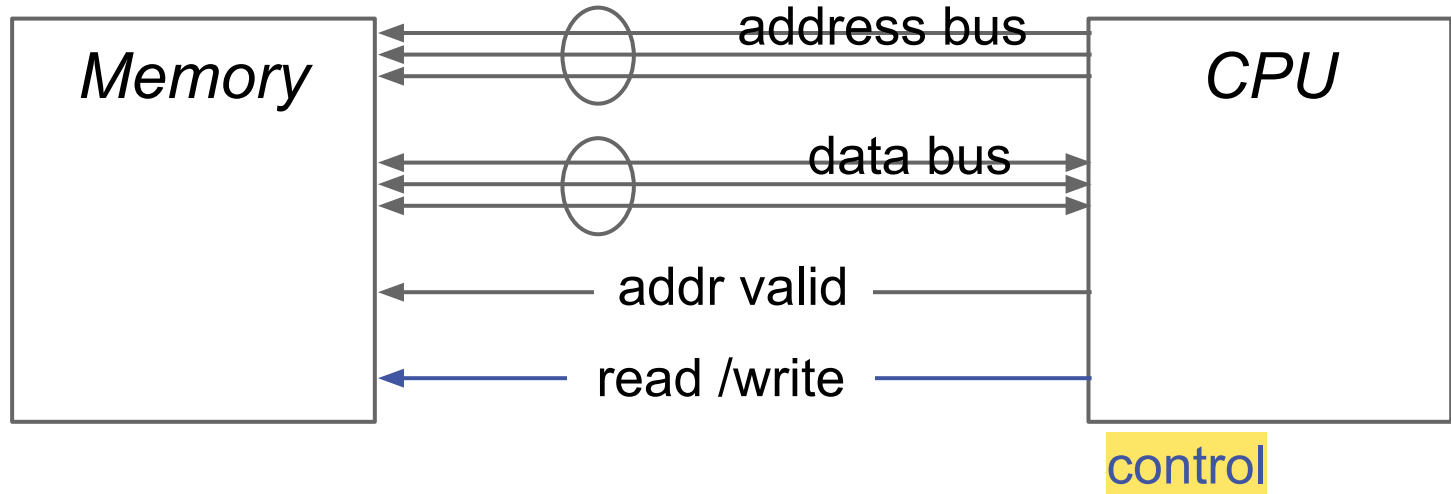 address bus
Memory
CPU
data bus
addr valid
read /write
control